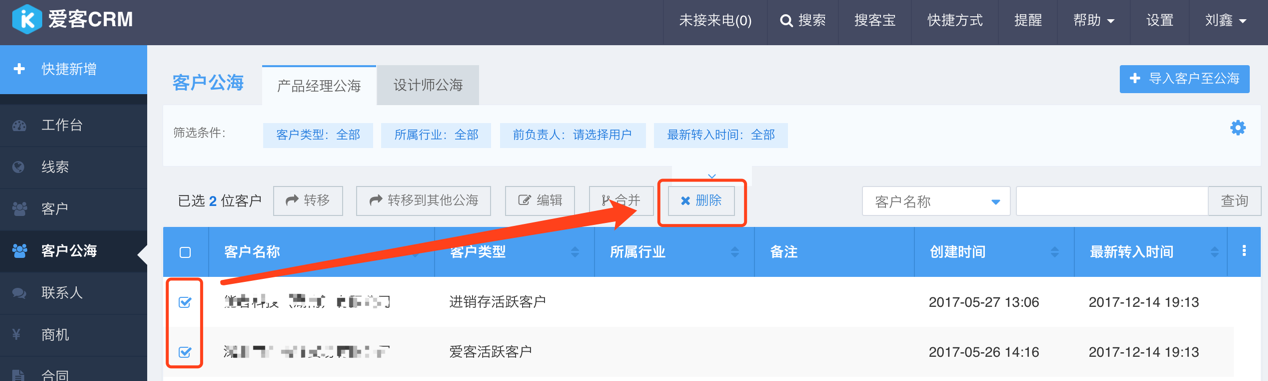 爱客CRM 未接来电(0) 搜索 搜客宝 快捷方式 提醒 帮助 设置 刘鑫
快捷新增
工作台
线索
客户
客户公海
联系人
商机
合同
客户公海 产品经理公海 设计师公海 导入客户至公海
筛选条件: 客户类型: 全部 所属行业: 全部 前负责人: 请选择用户 最新转入时间: 全部
已选 2 位客户 转移 转移到其他公海 编辑 合并 删除 客户名称 查询
客户名称 客户类型 所属行业 备注 创建时间 最新转入时间
进销存活跃客户 2017-05-27 13:06 2017-12-14 19:13
爱客活跃客户 2017-05-26 14:16 2017-12-14 19:13